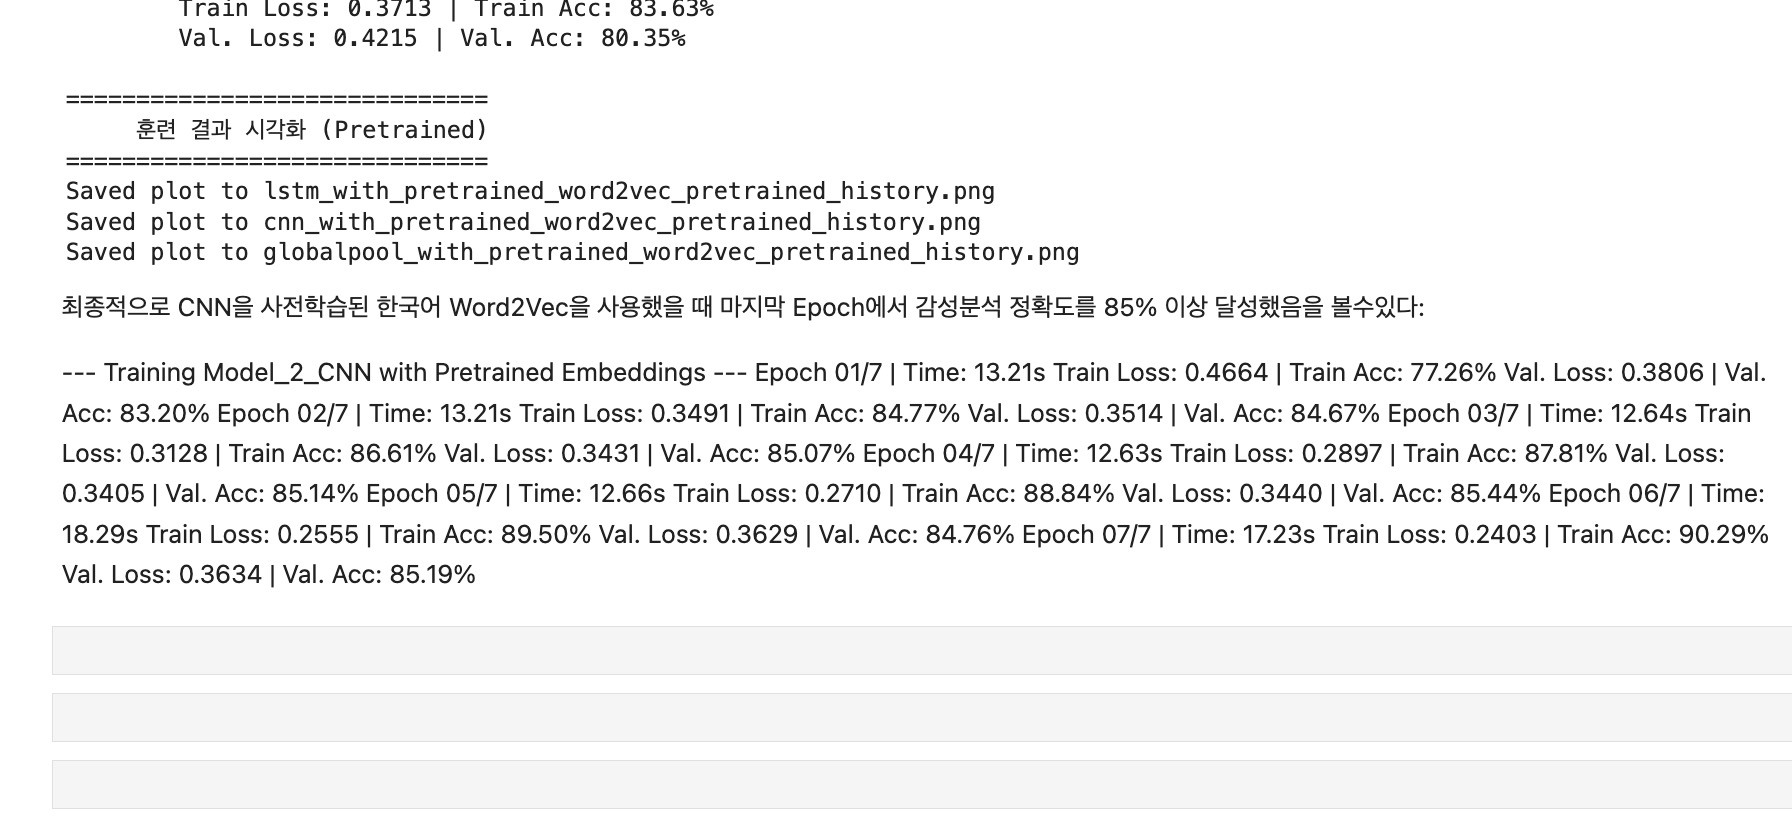 Train Loss: 0.3713 | Train Acc: 83.63%
Val. Loss: 0.4215 | Val. Acc: 80.35%
==============================
훈련 결과 시각화 (Pretrained)
==============================
Saved plot to lstm_with_pretrained_word2vec_pretrained_history.png
Saved plot to cnn_with_pretrained_word2vec_pretrained_history.png
Saved plot to globalpool_with_pretrained_word2vec_pretrained_history.png
최종적으로 CNN을 사전학습된 한국어 Word2Vec을 사용했을 때 마지막 Epoch에서 감성분석 정확도를 85% 이상 달성했음을 볼수있다:
--- Training Model_2_CNN with Pretrained Embeddings --- Epoch 01/7 | Time: 13.21s Train Loss: 0.4664 | Train Acc: 77.26% Val. Loss: 0.3806 | Val.
Acc: 83.20% Epoch 02/7 | Time: 13.21s Train Loss: 0.3491 | Train Acc: 84.77% Val. Loss: 0.3514 | Val. Acc: 84.67% Epoch 03/7 | Time: 12.64s Train
Loss: 0.3128 | Train Acc: 86.61% Val. Loss: 0.3431 | Val. Acc: 85.07% Epoch 04/7 | Time: 12.63s Train Loss: 0.2897 | Train Acc: 87.81% Val. Loss:
0.3405 | Val. Acc: 85.14% Epoch 05/7 | Time: 12.66s Train Loss: 0.2710 | Train Acc: 88.84% Val. Loss: 0.3440 | Val. Acc: 85.44% Epoch 06/7 | Time:
18.29s Train Loss: 0.2555 | Train Acc: 89.50% Val. Loss: 0.3629 | Val. Acc: 84.76% Epoch 07/7 | Time: 17.23s Train Loss: 0.2403 | Train Acc: 90.29%
Val. Loss: 0.3634 | Val. Acc: 85.19%